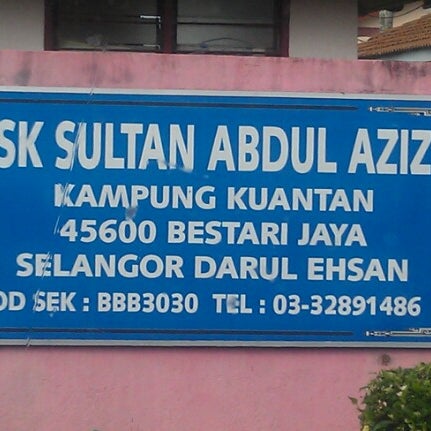 SK SULTAN ABDUL AZIZ
KAMPUNG KUANTAN
45600 BESTARI JAYA
SELANGOR DARUL EHSAN
OD SEK : BBB3030 TEL : 03-32891486